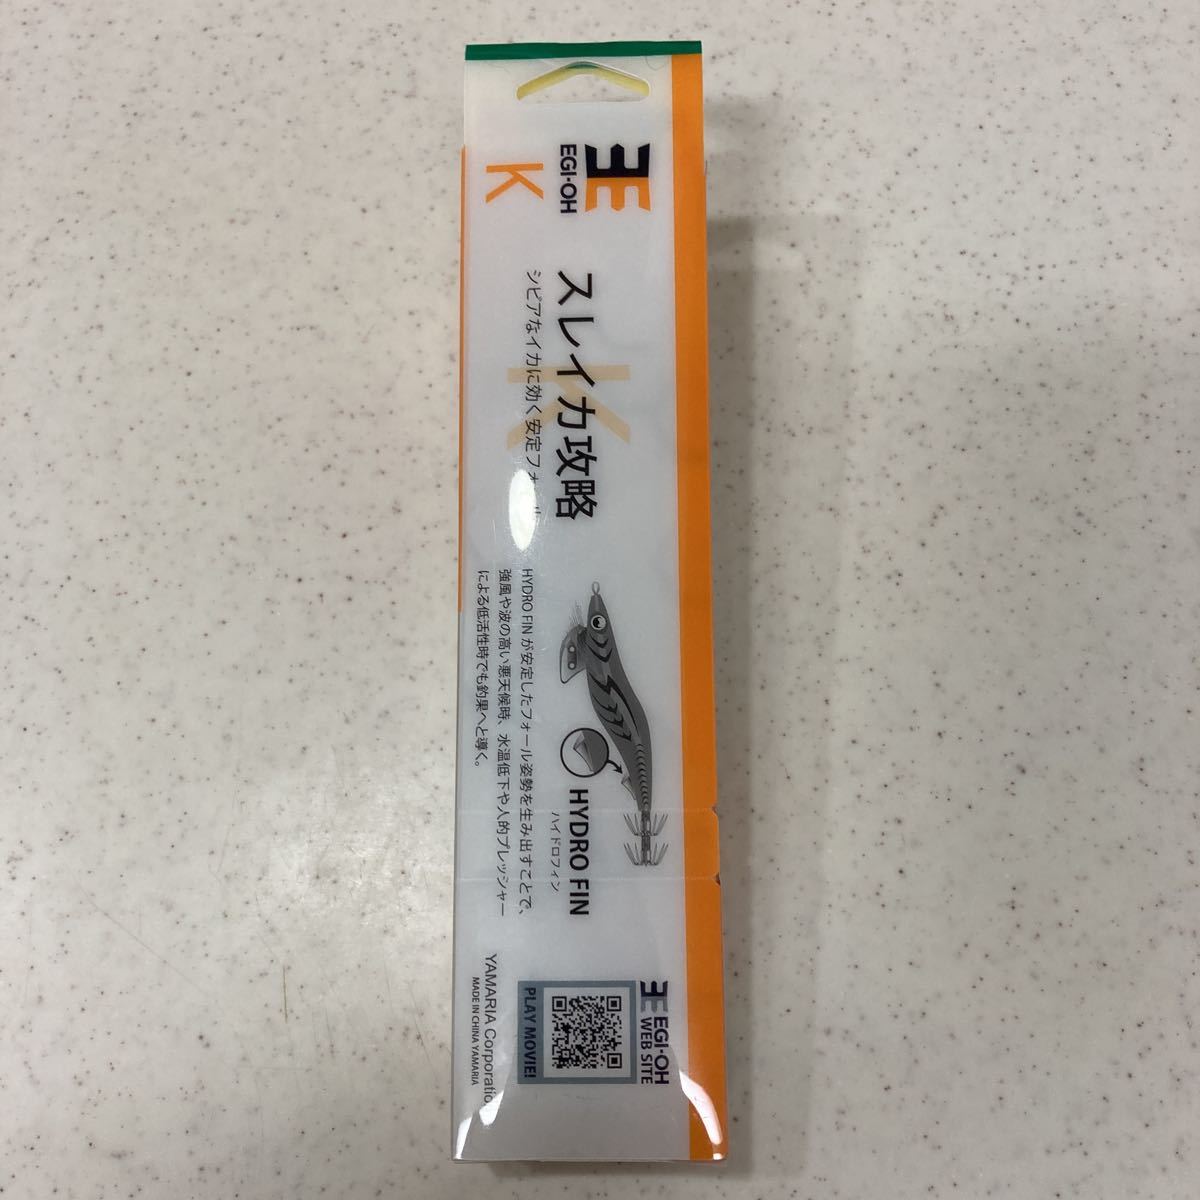 EGI-OH
K
K
スレイカ攻略
シビアなイカに効く安定フォール
HYDRO FIN
ハイドロフィン
HYDRO FINが安定したフォール姿勢を生み出すことで、
強風や波の高い悪天候時、水温低下や人的プレッシャー
による低活性時でも釣果へと導く。
EGI-OH
WEB SITE
PLAY MOVIE!
YAMARIA Corporatio
MADE IN CHINA YAMARIA